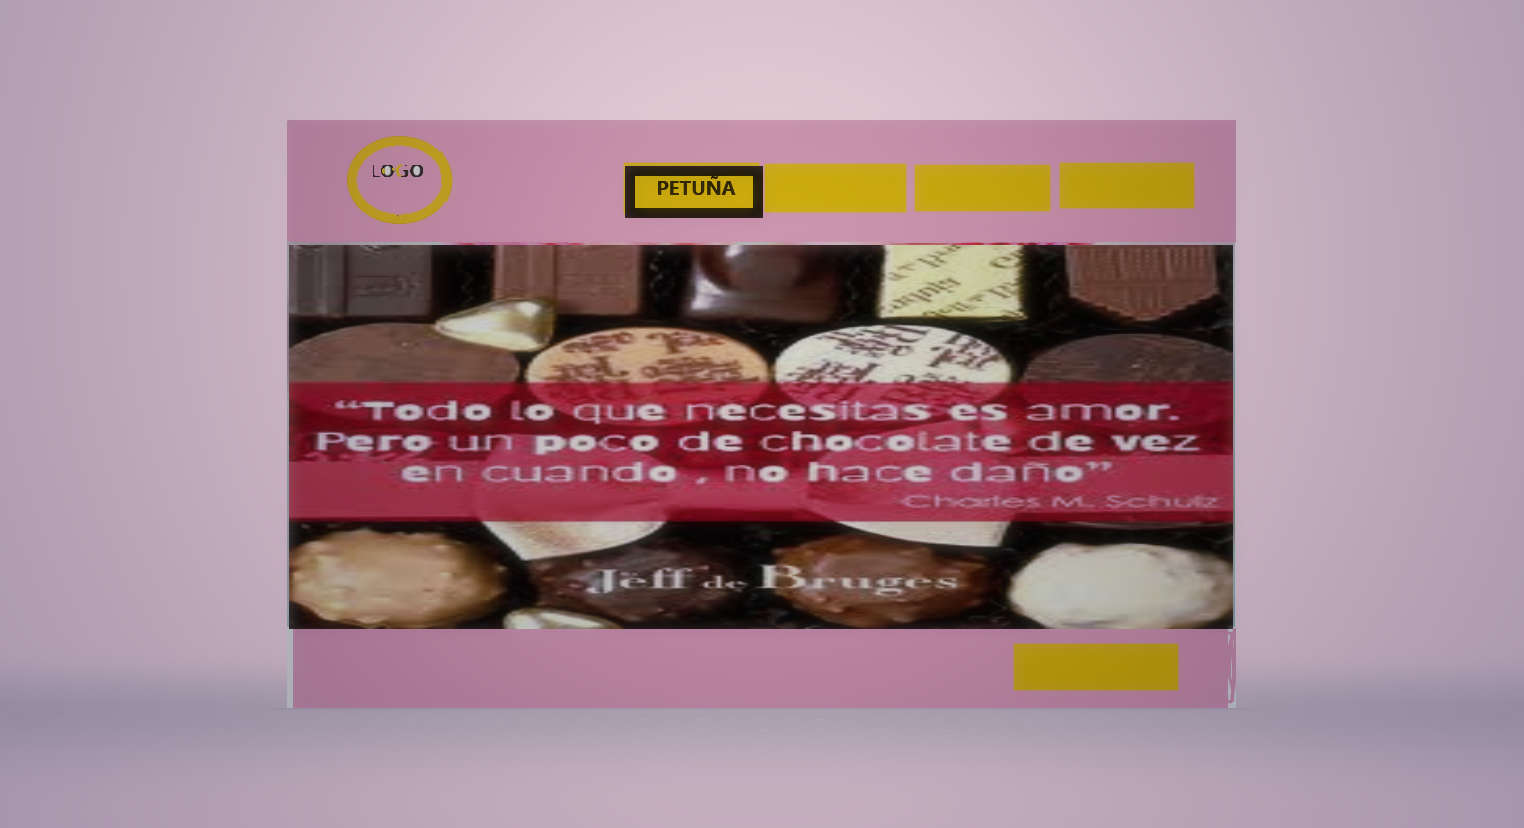 LOGO
PETUÑA
“Todo lo que necesitas es amor.
Pero un poco de chocolate de vez
en cuando , no hace daño”
Charles M. Schulz
Jeff de Bruges